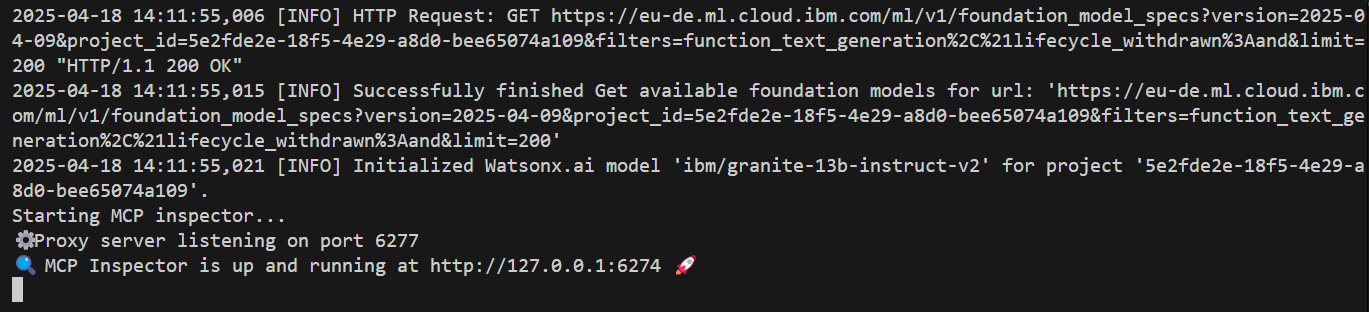 2025-04-18 14:11:55,006 [INFO] HTTP Request: GET https://eu-de.ml.cloud.ibm.com/ml/v1/foundation_model_specs?version=2025-0
4-09&project_id=5e2fde2e-18f5-4e29-a8d0-bee65074a109&filters=function_text_generation%2C%21lifecycle_withdrawn%3Aand&limit=
200 "HTTP/1.1 200 OK"
2025-04-18 14:11:55,015 [INFO] Successfully finished Get available foundation models for url: 'https://eu-de.ml.cloud.ibm.c
om/ml/v1/foundation_model_specs?version=2025-04-09&project_id=5e2fde2e-18f5-4e29-a8d0-bee65074a109&filters=function_text_ge
neration%2C%21lifecycle_withdrawn%3Aand&limit=200'
2025-04-18 14:11:55,021 [INFO] Initialized Watsonx.ai model 'ibm/granite-13b-instruct-v2' for project '5e2fde2e-18f5-4e29-a
8d0-bee65074a109'.
Starting MCP inspector...
⚙️Proxy server listening on port 6277
🔍 MCP Inspector is up and running at http://127.0.0.1:6274 🚀